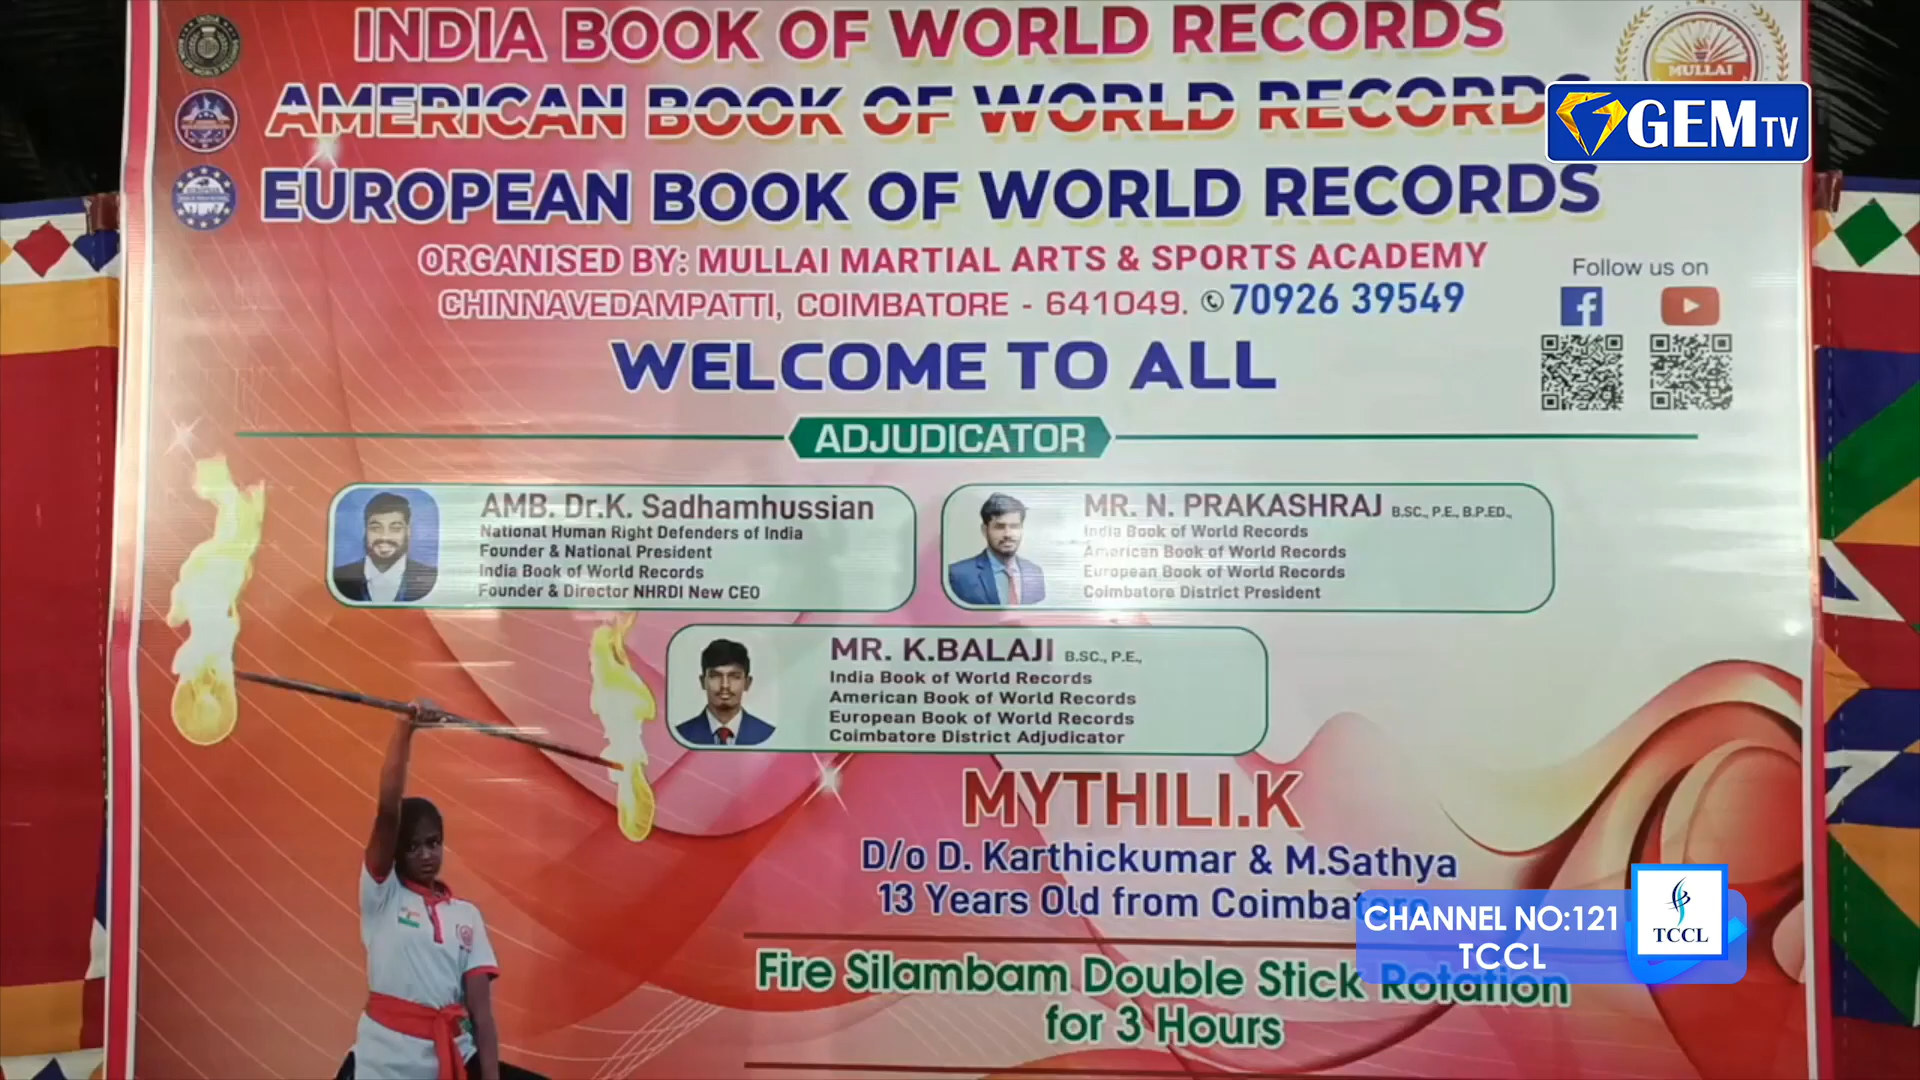 INDIA BOOK OF WORLD RECORDS
AMERICAN BOOK OF WORLD RECORD
EUROPEAN BOOK OF WORLD RECORDS
MULLAI
GEMTV
ORGANISED BY: MULLAI MARTIAL ARTS & SPORTS ACADEMY
CHINNAVEDAMPATTI, COIMBATORE - 641049. 70926 39549
Follow us on
WELCOME TO ALL
ADJUDICATOR
AMB. Dr.K. Sadhamhussian
National Human Right Defenders of India
Founder & National President
India Book of World Records
Founder & Director NHRDI New CEO
MR. N. PRAKASHRAJ B.SC., P.E., B.P.ED.,
India Book of World Records
American Book of World Records
European Book of World Records
Coimbatore District President
MR. K.BALAJI B.SC., P.E.,
India Book of World Records
American Book of World Records
European Book of World Records
Coimbatore District Adjudicator
MYTHILI.K
D/o D. Karthickumar & M.Sathya
13 Years Old from Coimbatore
Fire Silambam Double Stick Rotation
for 3 Hours
CHANNEL NO:121
TCCL
TCCL